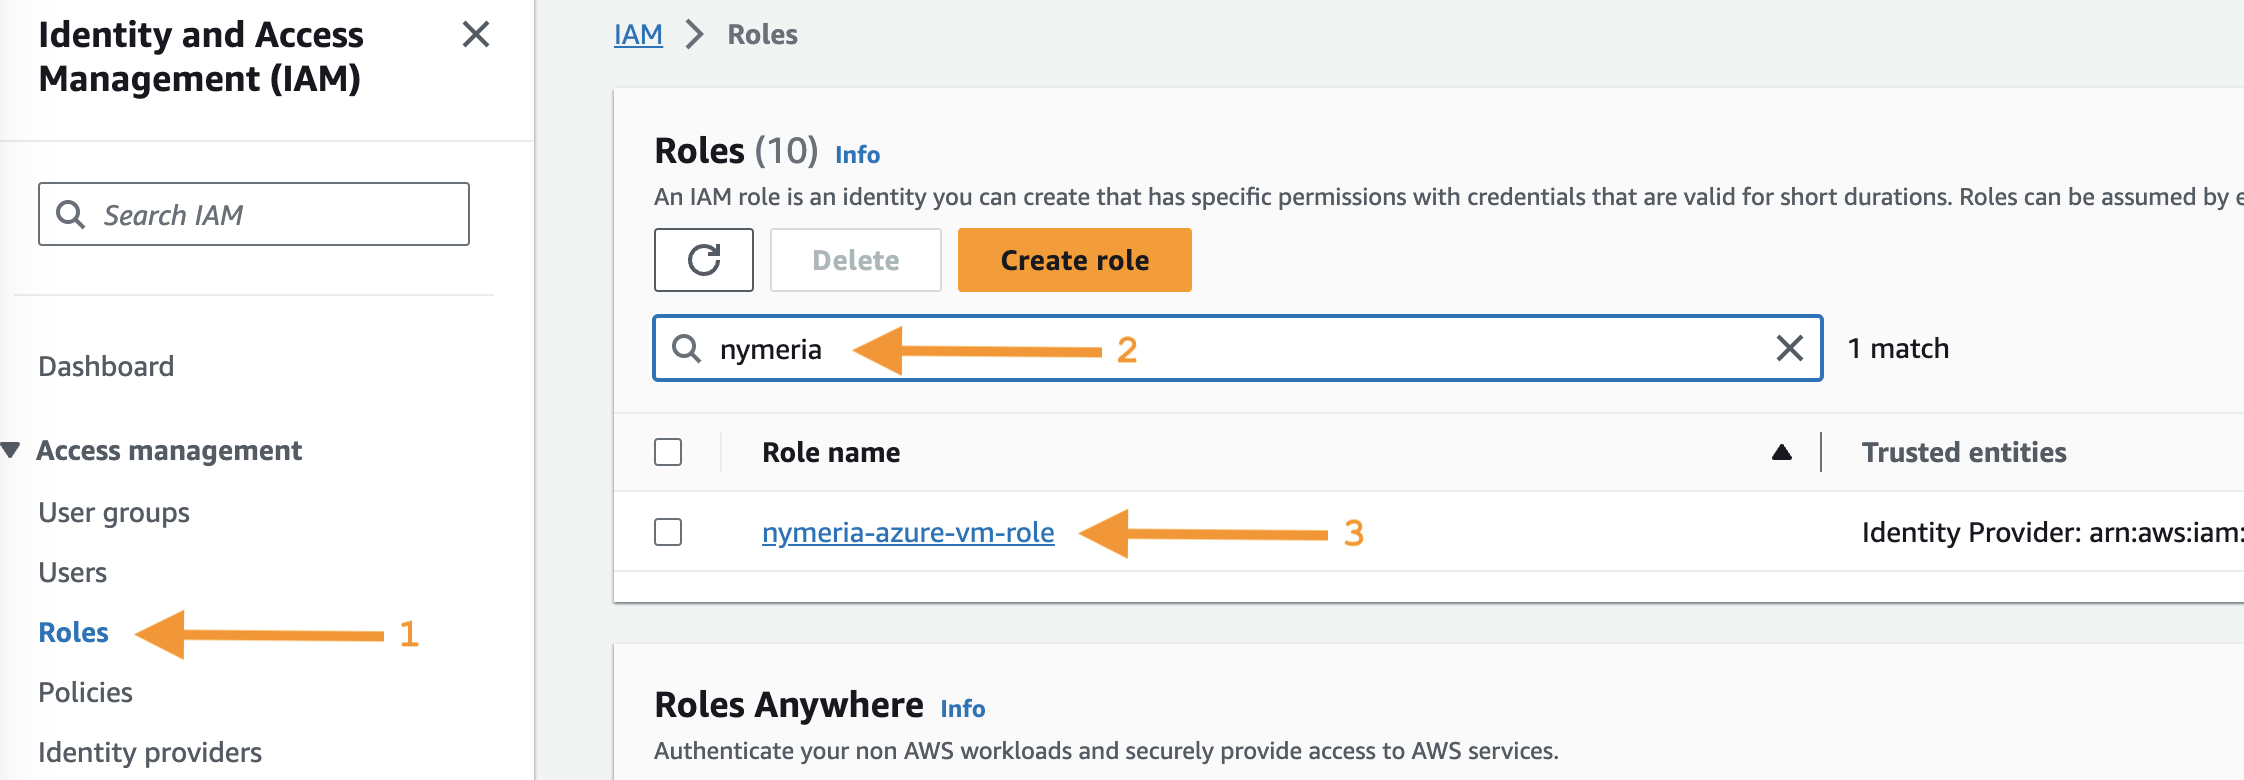 Identity and Access
Management (IAM)
Search IAM
Dashboard
Access management
User groups
Users
Roles
1
Policies
Identity providers
IAM
Roles
Roles (10) Info
An IAM role is an identity you can create that has specific permissions with credentials that are valid for short durations. Roles can be assumed by e
Delete
Create role
nymeria
2
1 match
Role name
Trusted entities
nymeria-azure-vm-role
3
Identity Provider: arn:aws:iam:
Roles Anywhere Info
Authenticate your non AWS workloads and securely provide access to AWS services.